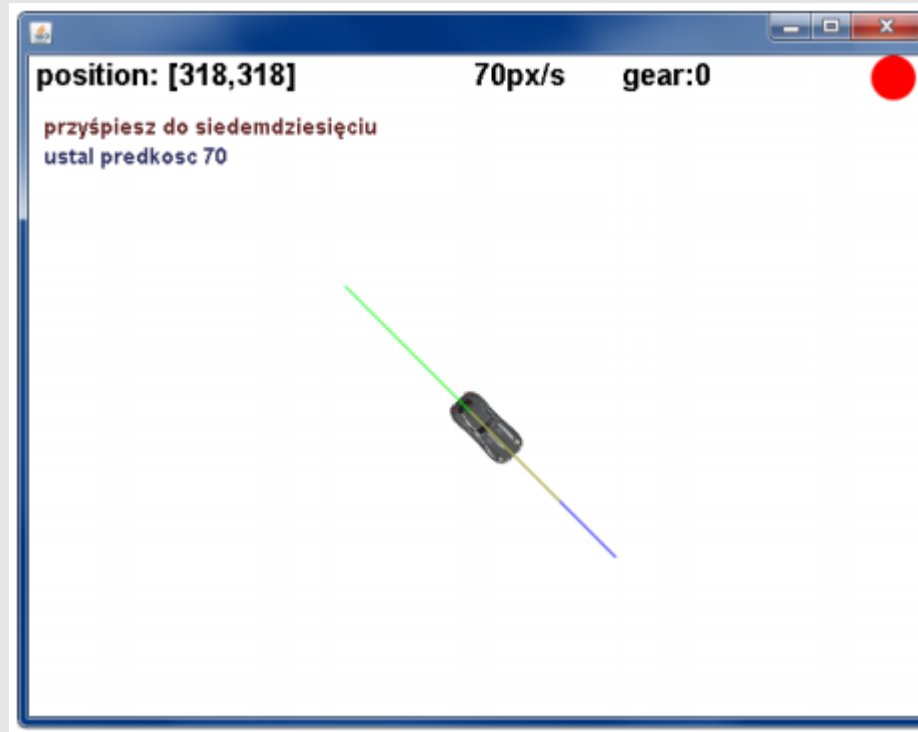 position: [318,318] 70px/s gear:0
przyśpiesz do siedemdziesięciu
ustal predkosc 70